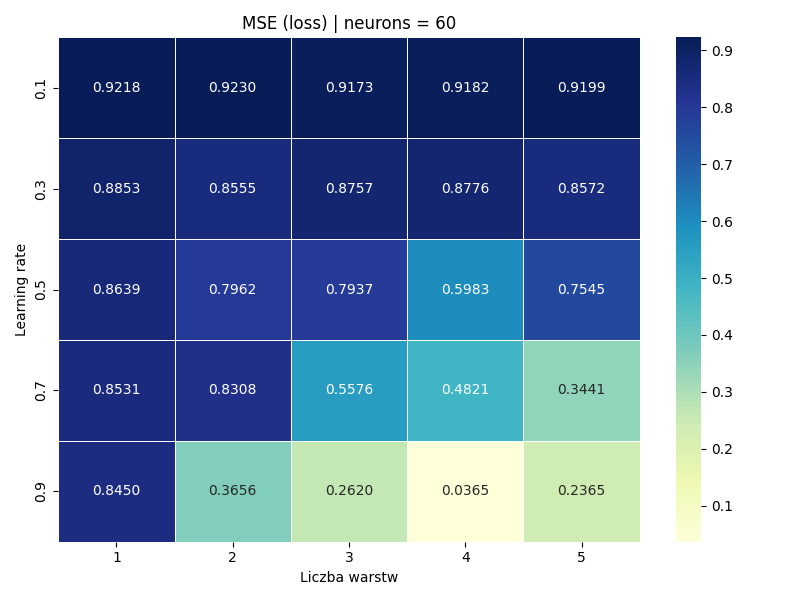 MSE (loss) | neurons = 60
Learning rate
0.1 0.9218 0.9230 0.9173 0.9182 0.9199
0.3 0.8853 0.8555 0.8757 0.8776 0.8572
0.5 0.8639 0.7962 0.7937 0.5983 0.7545
0.7 0.8531 0.8308 0.5576 0.4821 0.3441
0.9 0.8450 0.3656 0.2620 0.0365 0.2365
1 2 3 4 5
Liczba warstw
0.9
0.8
0.7
0.6
0.5
0.4
0.3
0.2
0.1